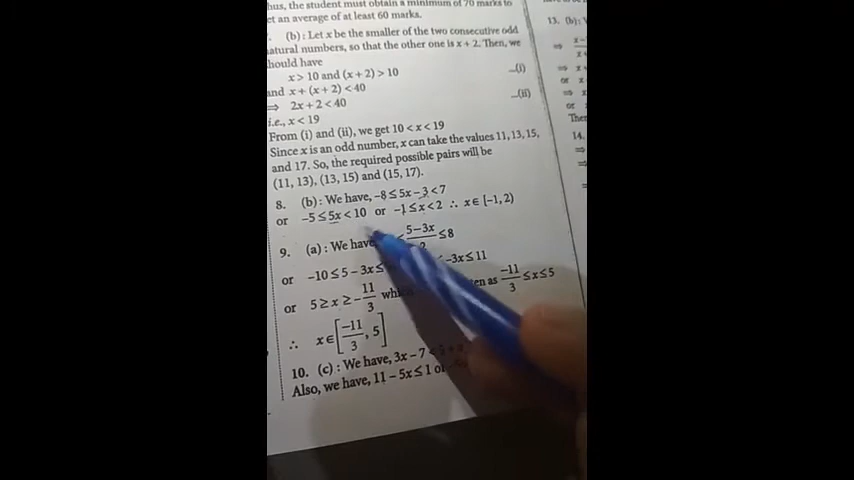 hus, the student must obtain a minimum of 70 marks to
et an average of at least 60 marks.
(b) : Let x be the smaller of the two consecutive odd
atural numbers, so that the other one is x + 2. Then, we
hould have
x > 10 and (x + 2) > 10 ...(i)
and x + (x + 2) < 40
⇒ 2x + 2 < 40 ...(ii)
i.e., x < 19
From (i) and (ii), we get 10 < x < 19
Since x is an odd number, x can take the values 11, 13, 15,
and 17. So, the required possible pairs will be
(11, 13), (13, 15) and (15, 17).
8. (b) : We have, −8 ≤ 5x − 3 < 7
or −5 ≤ 5x < 10 or −1 ≤ x < 2 ∴ x ∈ [−1, 2)
9. (a) : We have ≤ (5−3x)/2 ≤ 8
or −10 ≤ 5 − 3x ≤ −3x ≤ 11
or 5 ≥ x ≥ −11/3 as −11/3 ≤ x ≤ 5
∴ x ∈ [−11/3, 5]
10. (c) : We have, 3x − 7 <
Also, we have, 11 − 5x ≤ 1 or
13. (b) :
⇒
⇒
or
⇒
or
Then
14.
⇒
⇒